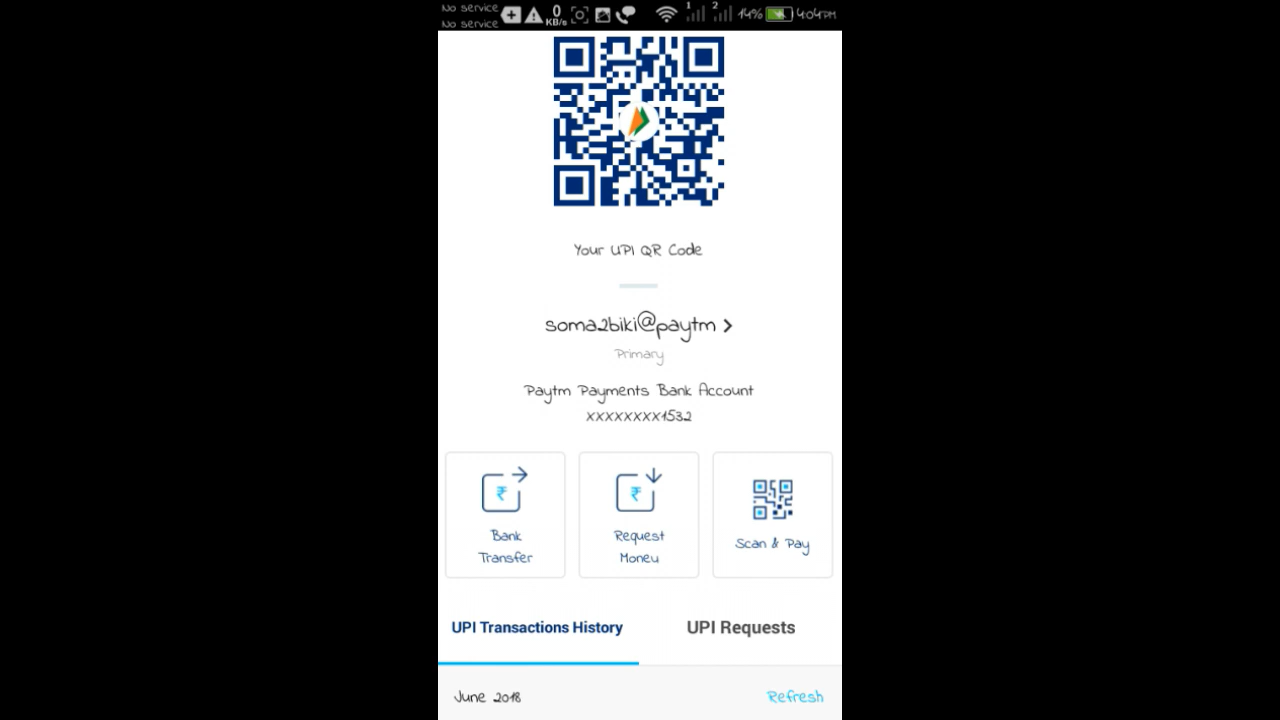 No service
No service
0
KB/s
1
2
14%
4:04PM
Your UPI QR Code
soma2biki@paytm
Primary
Paytm Payments Bank Account
XXXXXXXX1532
Bank
Transfer
Request
Money
Scan & Pay
UPI Transactions History
UPI Requests
June 2018
Refresh